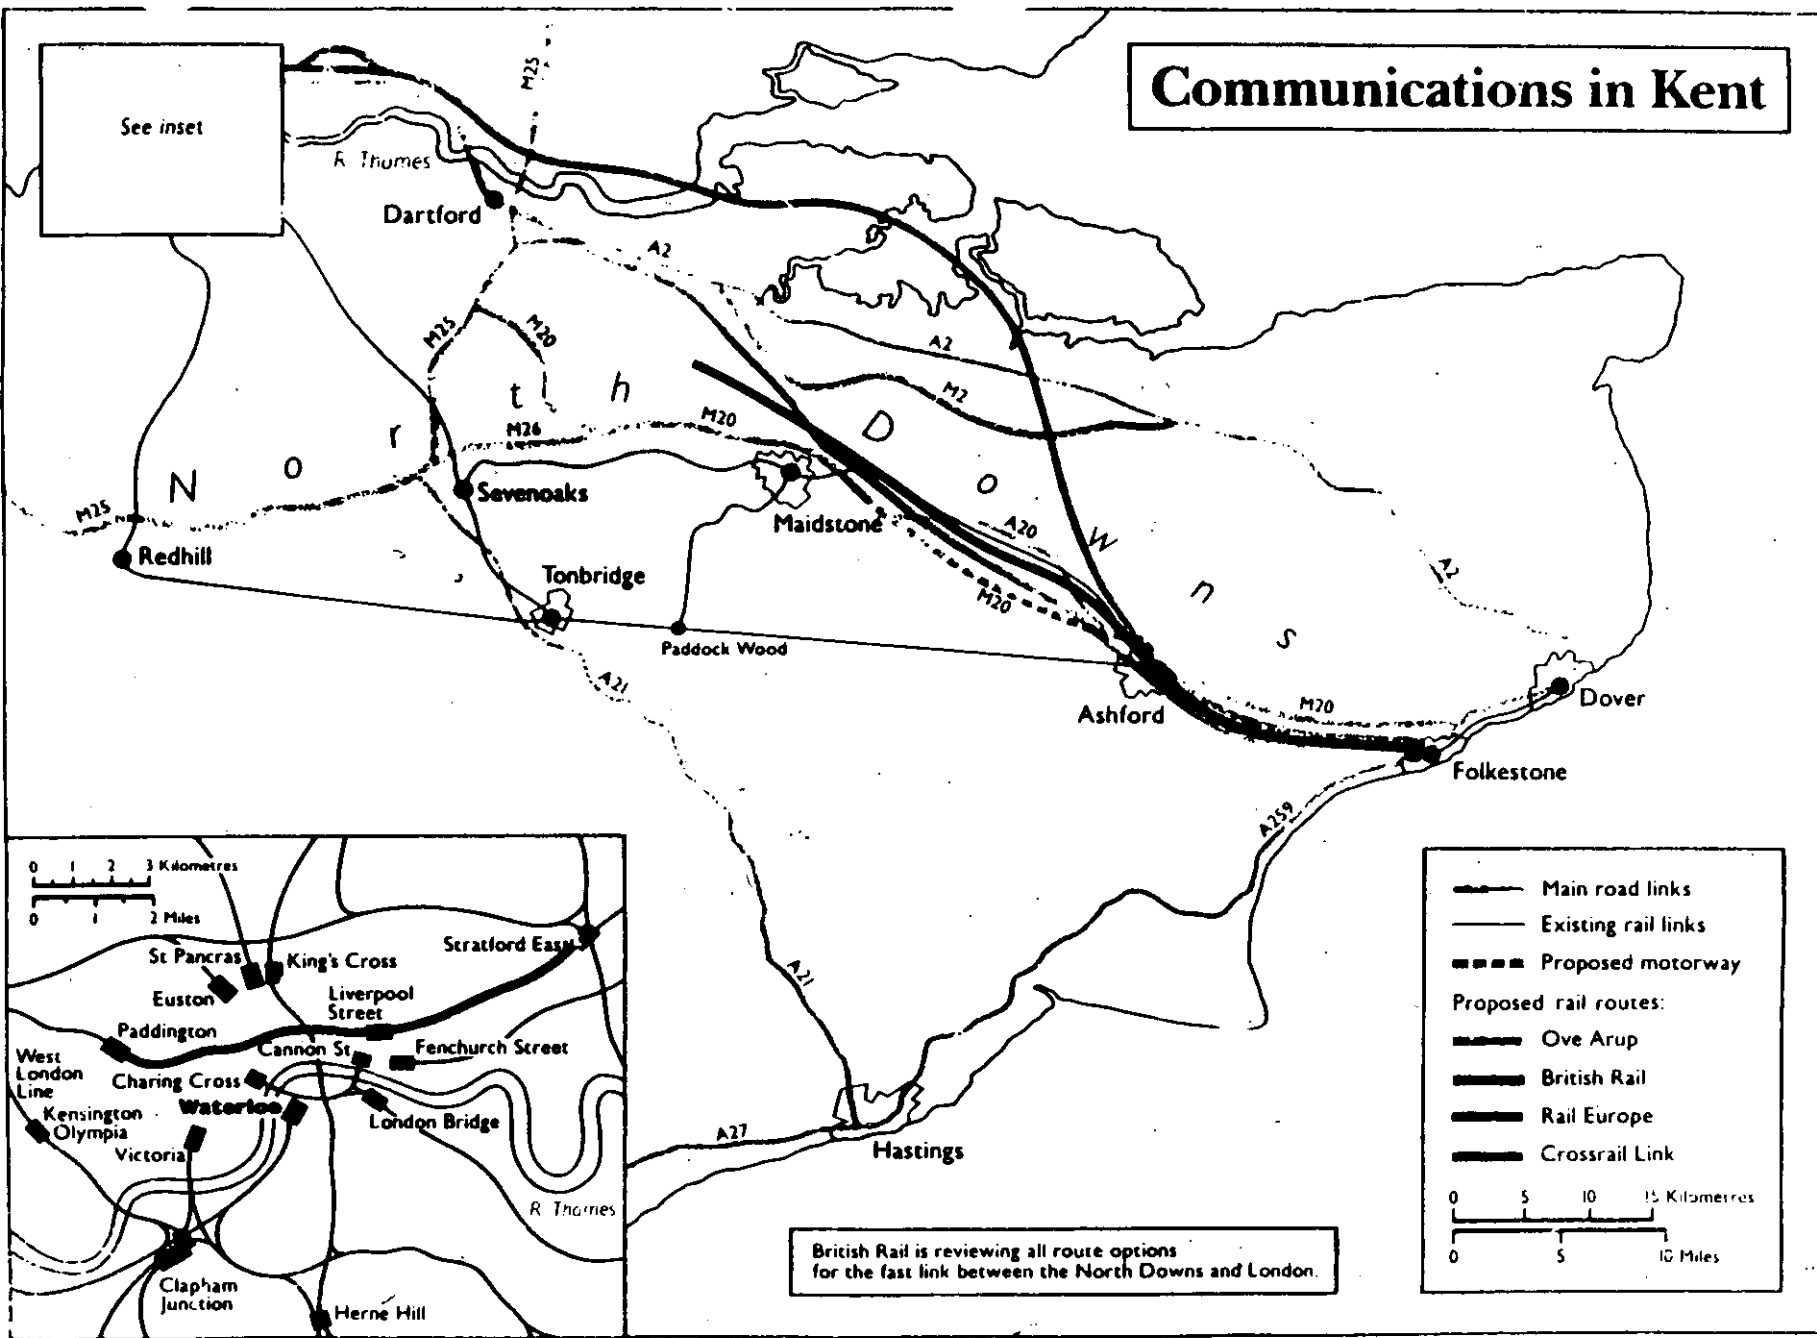 Communications in Kent
See inset
M25
R Thames
Dartford
A2
M25
M20
A2
M2
M26
M20
North Downs
M25
Sevenoaks
Maidstone
A20
Redhill
Tonbridge
M20
A2
Paddock Wood
A21
Ashford
M20
Dover
Folkestone
A259
A21
A27
Hastings
0 1 2 3 Kilometres
0 1 2 Miles
Stratford East
St Pancras
King's Cross
Euston
Liverpool
Street
Paddington
Cannon St
Fenchurch Street
West
London
Line
Charing Cross
Waterloo
Kensington
Olympia
London Bridge
Victoria
R Thames
Clapham
Junction
Herne Hill
British Rail is reviewing all route options
for the fast link between the North Downs and London.
Main road links
Existing rail links
Proposed motorway
Proposed rail routes:
Ove Arup
British Rail
Rail Europe
Crossrail Link
0 5 10 15 Kilometres
0 5 10 Miles